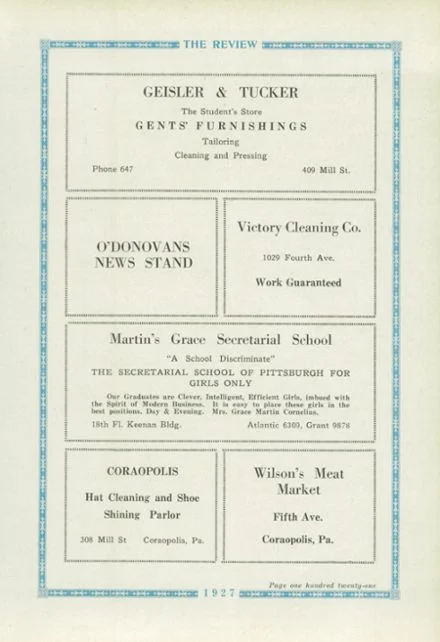 THE REVIEW
GEISLER & TUCKER
The Student's Store
GENTS' FURNISHINGS
Tailoring
Cleaning and Pressing
Phone 647 409 Mill St.
O'DONOVANS
NEWS STAND
Victory Cleaning Co.
1029 Fourth Ave.
Work Guaranteed
Martin's Grace Secretarial School
"A School Discriminate"
THE SECRETARIAL SCHOOL OF PITTSBURGH FOR
GIRLS ONLY
Our Graduates are Clever, Intelligent, Efficient Girls, imbued with
the Spirit of Modern Business. It is easy to place these girls in the
best positions. Day & Evening. Mrs. Grace Martin Cornelius.
18th Fl. Keenan Bldg. Atlantic 6309, Grant 9878
CORAOPOLIS
Hat Cleaning and Shoe
Shining Parlor
308 Mill St Coraopolis, Pa.
Wilson's Meat
Market
Fifth Ave.
Coraopolis, Pa.
Page one hundred twenty-one
1927